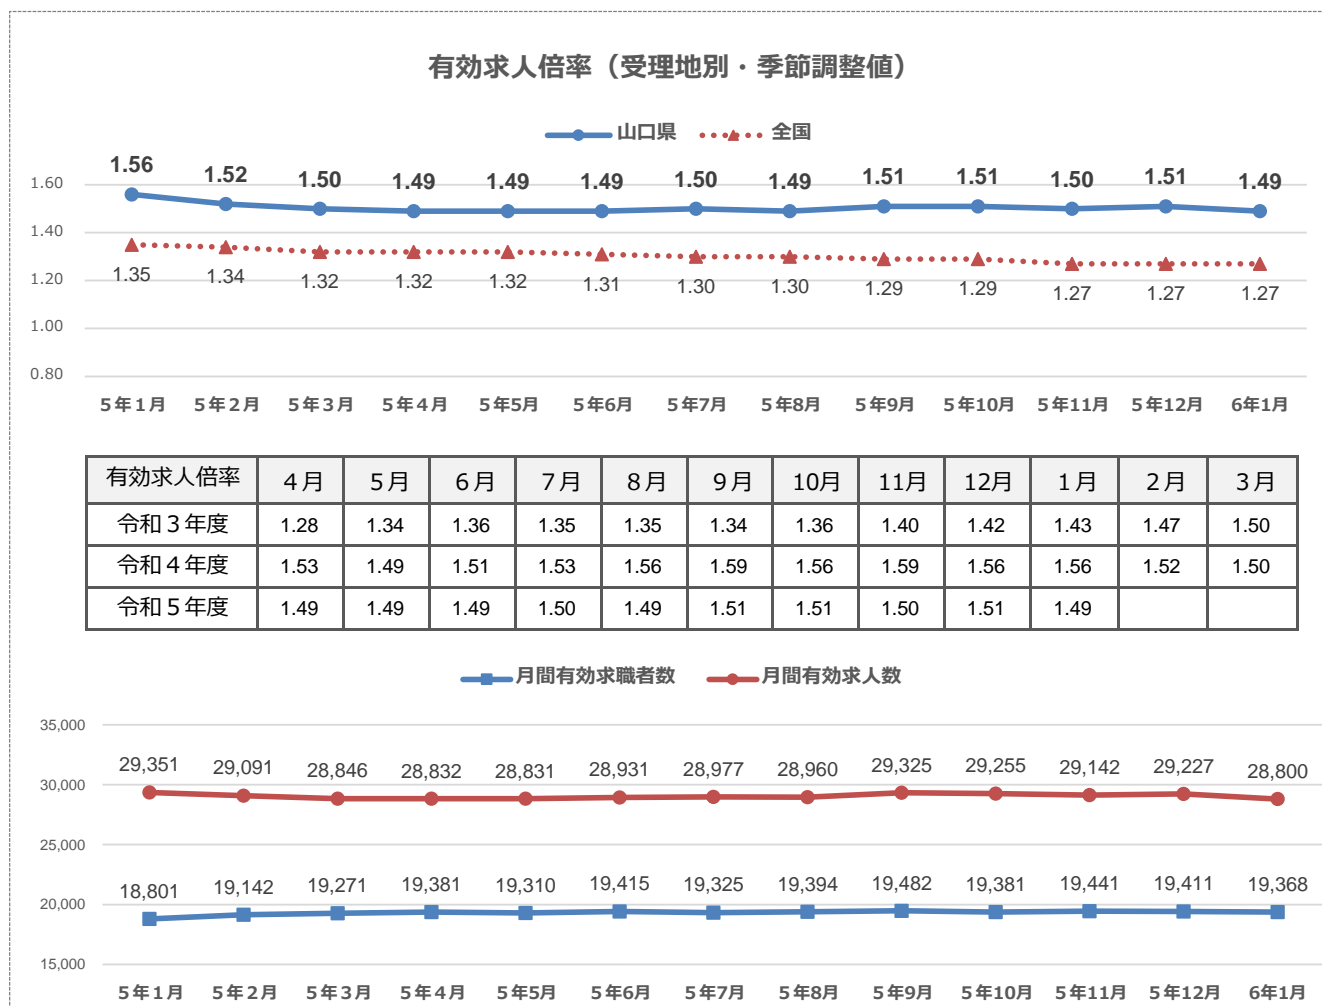 有効求人倍率（受理地別・季節調整値）
山口県 全国
1.56 1.52 1.50 1.49 1.49 1.49 1.50 1.49 1.51 1.51 1.50 1.51 1.49
1.60
1.40
1.35 1.34 1.32 1.32 1.32 1.31 1.30 1.30 1.29 1.29 1.27 1.27 1.27
1.20
1.00
0.80
５年１月 ５年２月 ５年３月 ５年４月 ５年5月 ５年6月 ５年7月 ５年8月 ５年9月 ５年10月 ５年11月 ５年12月 6年1月
有効求人倍率 ４月 ５月 ６月 ７月 ８月 ９月 10月 11月 12月 １月 ２月 ３月
令和３年度 1.28 1.34 1.36 1.35 1.35 1.34 1.36 1.40 1.42 1.43 1.47 1.50
令和４年度 1.53 1.49 1.51 1.53 1.56 1.59 1.56 1.59 1.56 1.56 1.52 1.50
令和５年度 1.49 1.49 1.49 1.50 1.49 1.51 1.51 1.50 1.51 1.49
月間有効求職者数 月間有効求人数
35,000
29,351 29,091 28,846 28,832 28,831 28,931 28,977 28,960 29,325 29,255 29,142 29,227 28,800
30,000
25,000
18,801 19,142 19,271 19,381 19,310 19,415 19,325 19,394 19,482 19,381 19,441 19,411 19,368
20,000
15,000
５年１月 ５年２月 ５年３月 ５年４月 ５年5月 ５年6月 ５年7月 ５年8月 ５年9月 ５年10月 ５年11月 ５年12月 6年1月